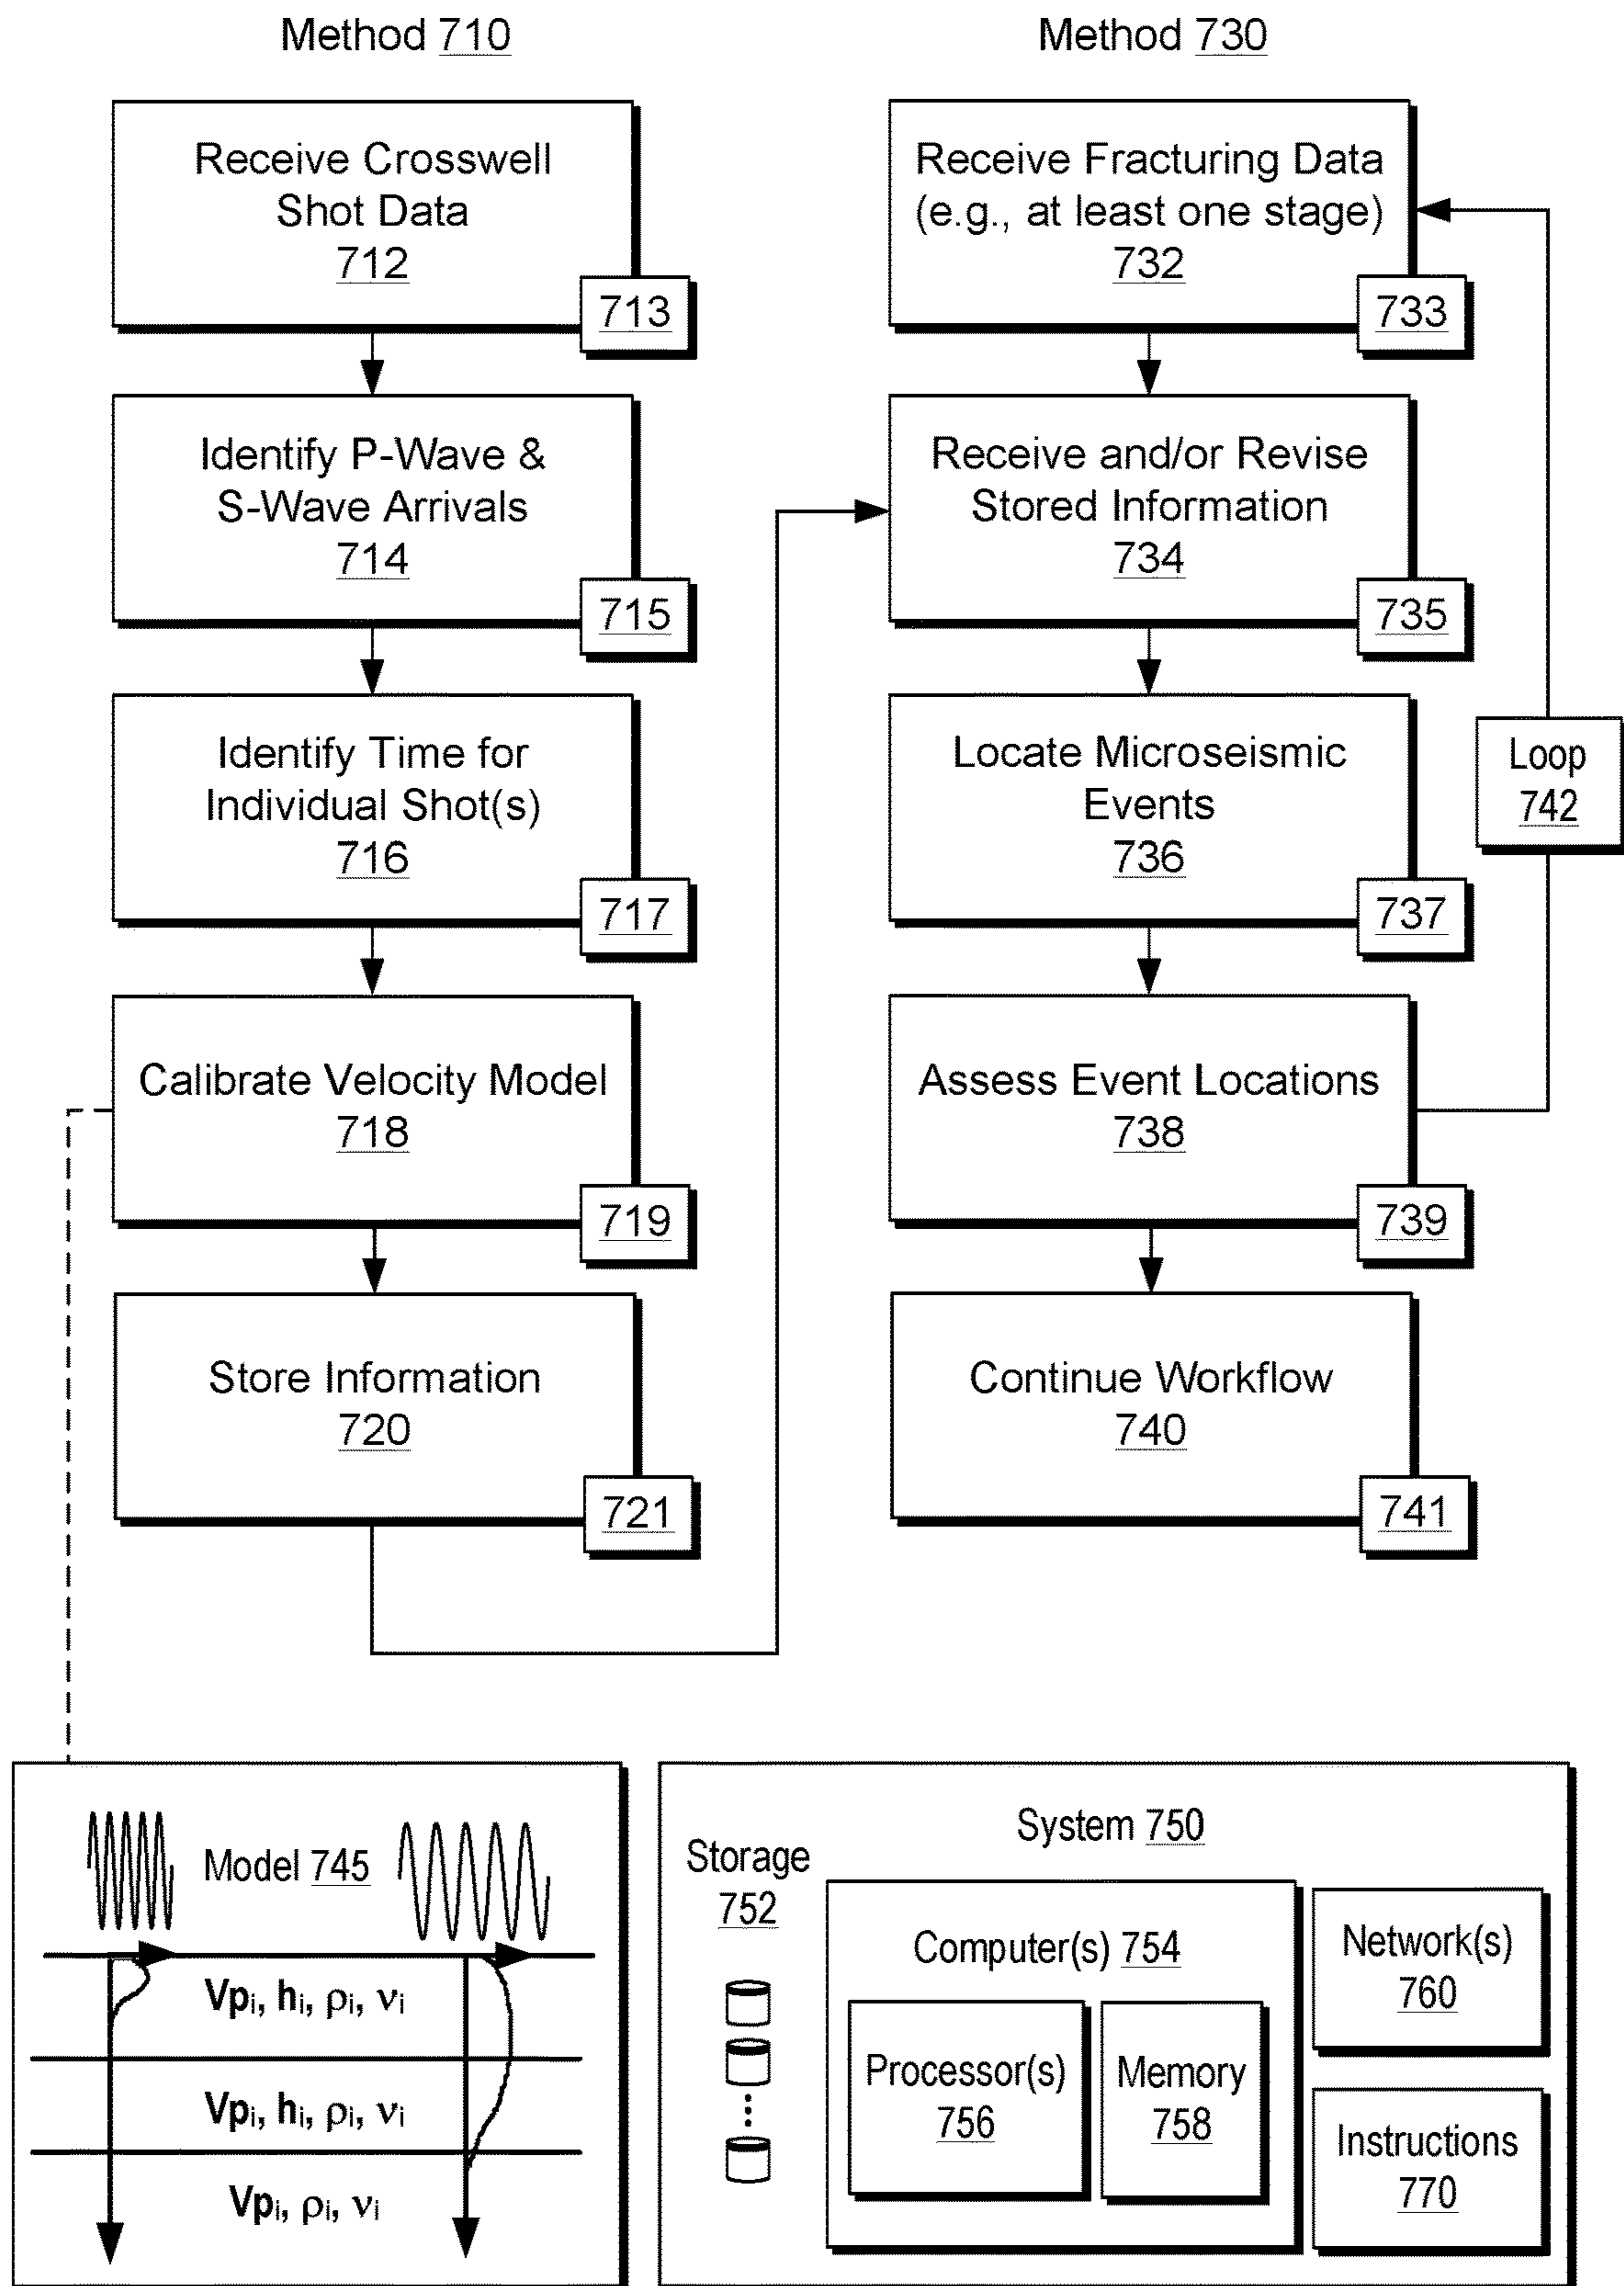 Method 710
Receive Crosswell
Shot Data
712
713
Identify P-Wave &
S-Wave Arrivals
714
715
Identify Time for
Individual Shot(s)
716
717
Calibrate Velocity Model
718
719
Store Information
720
721
Method 730
Receive Fracturing Data
(e.g., at least one stage)
732
733
Receive and/or Revise
Stored Information
734
735
Locate Microseismic
Events
736
737
Assess Event Locations
738
739
Continue Workflow
740
741
Loop
742
Model 745
Vpi, hi, ρi, νi
Vpi, hi, ρi, νi
Vpi, ρi, νi
System 750
Storage
752
Computer(s) 754
Processor(s)
756
Memory
758
Network(s)
760
Instructions
770